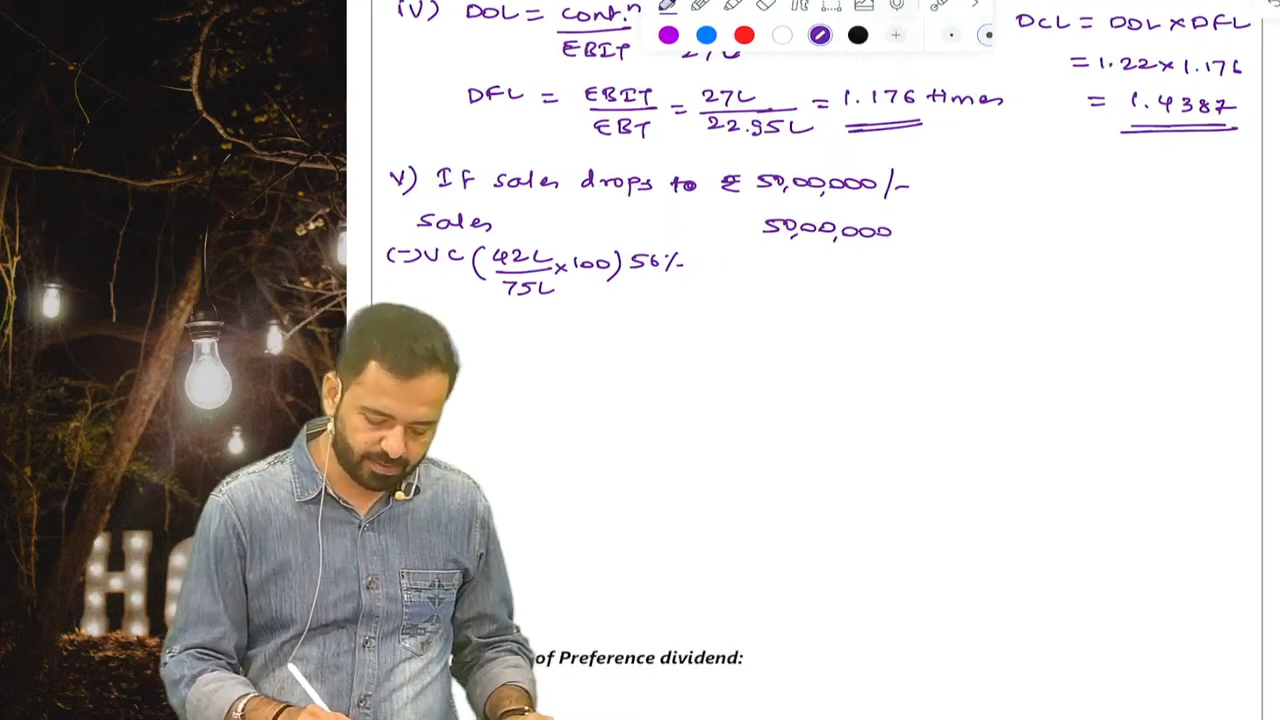 iv) DOL = cont.n
EBIT
DFL = EBIT = 27L = 1.176 times
EBT 22.95L
DCL = DOL × DFL
= 1.22 × 1.176
= 1.4387
v) If sales drops to ₹ 50,00,000/-
sales 50,00,000
(-) VC (42L × 100) 56%
75L
of Preference dividend: